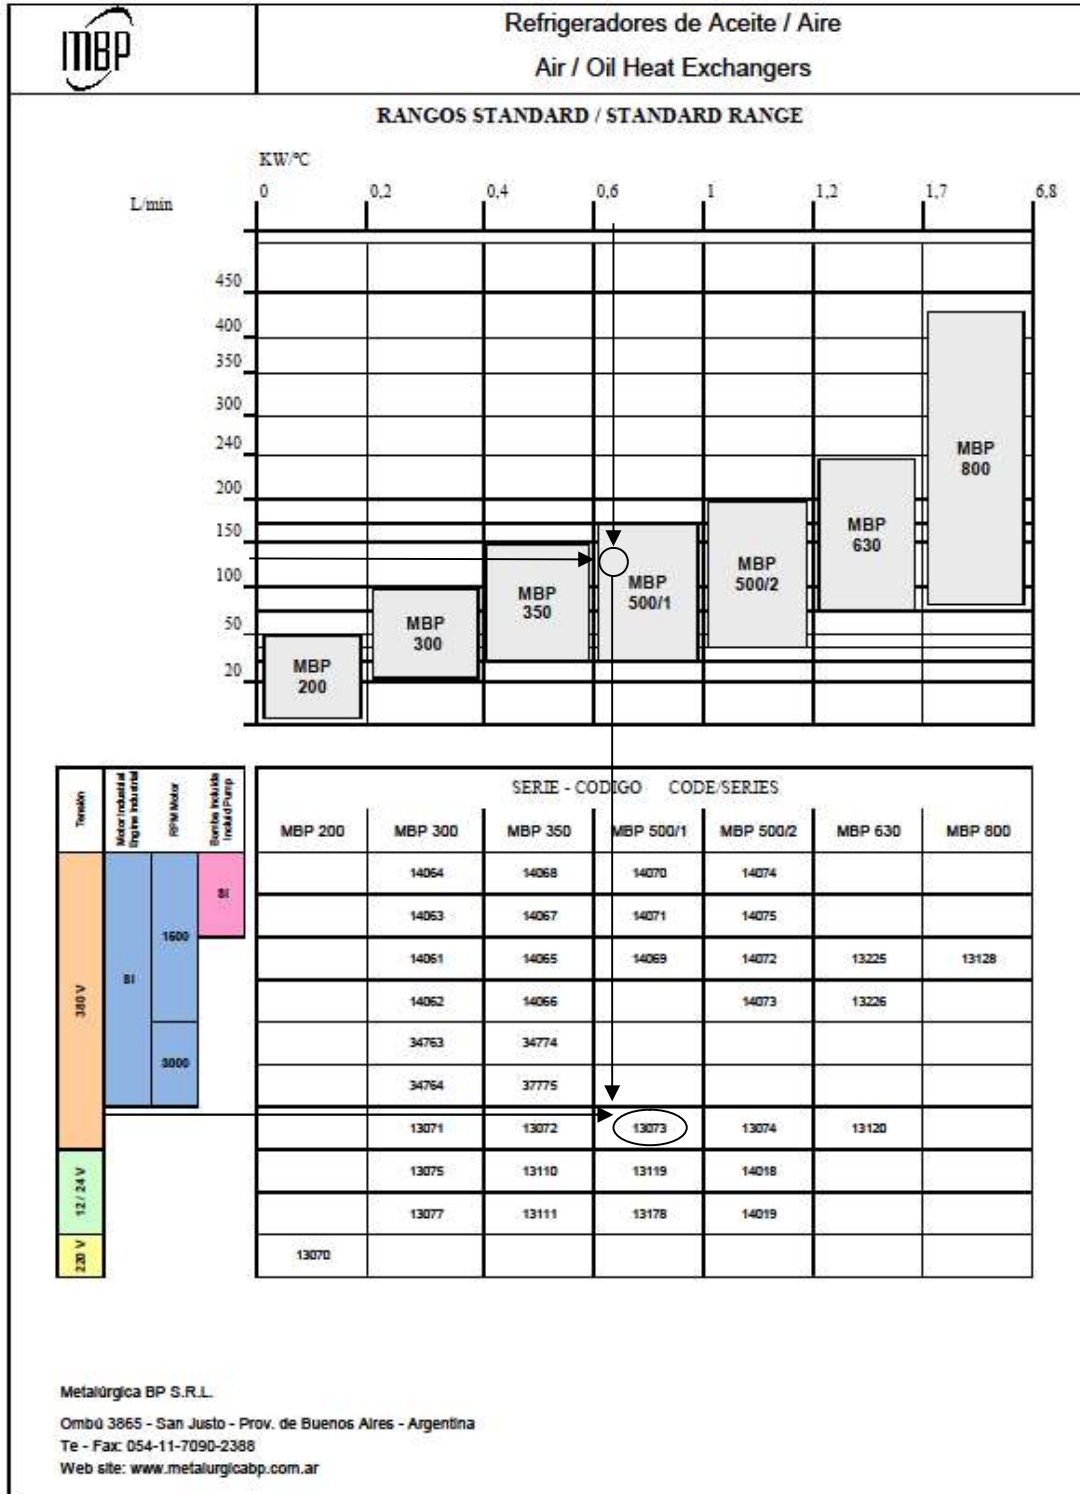 MBP
Refrigeradores de Aceite / Aire
Air / Oil Heat Exchangers
RANGOS STANDARD / STANDARD RANGE
KW/ºC
L/min
0 0,2 0,4 0,6 1 1,2 1,7 6,8
450
400
350
300
240
200
150
100
50
20
MBP 200
MBP 300
MBP 350
MBP 500/1
MBP 500/2
MBP 630
MBP 800
Tensión
Motor Industrial
Engine Industrial
RPM Motor
Bomba Incluida
Includ Pump
SERIE - CODIGO CODE/SERIES
MBP 200 MBP 300 MBP 350 MBP 500/1 MBP 500/2 MBP 630 MBP 800
380 V
SI
1500
3000
SI
14064 14068 14070 14074
14063 14067 14071 14075
14061 14065 14069 14072 13225 13128
14062 14066 14073 13226
34763 34774
34764 37775
13071 13072 13073 13074 13120
12 / 24 V
13075 13110 13119 14018
13077 13111 13178 14019
220 V
13070
Metalúrgica BP S.R.L.
Ombú 3865 - San Justo - Prov. de Buenos Aires - Argentina
Te - Fax: 054-11-7090-2388
Web site: www.metalurgicabp.com.ar